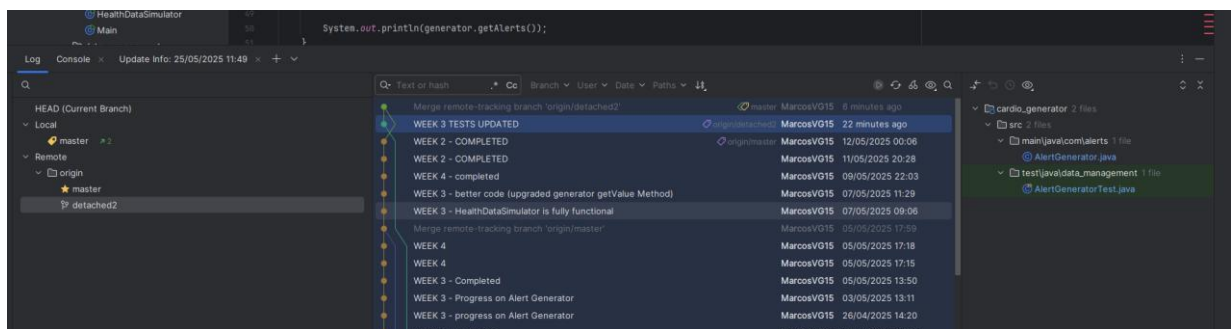 HealthDataSimulator
Main
49
50
51
System.out.println(generator.getAlerts());
}
Log Console × Update Info: 25/05/2025 11:49 ×
Text or hash .* Cc Branch User Date Paths
HEAD (Current Branch)
Local
master 2
Remote
origin
master
detached2
Merge remote-tracking branch 'origin/detached2' master MarcosVG15 6 minutes ago
WEEK 3 TESTS UPDATED origin/detached2 MarcosVG15 22 minutes ago
WEEK 2 - COMPLETED origin/master MarcosVG15 12/05/2025 00:06
WEEK 2 - COMPLETED MarcosVG15 11/05/2025 20:28
WEEK 4 - completed MarcosVG15 09/05/2025 22:03
WEEK 3 - better code (upgraded generator getValue Method) MarcosVG15 07/05/2025 11:29
WEEK 3 - HealthDataSimulator is fully functional MarcosVG15 07/05/2025 09:06
Merge remote-tracking branch 'origin/master' MarcosVG15 05/05/2025 17:59
WEEK 4 MarcosVG15 05/05/2025 17:18
WEEK 4 MarcosVG15 05/05/2025 17:15
WEEK 3 - Completed MarcosVG15 05/05/2025 13:50
WEEK 3 - Progress on Alert Generator MarcosVG15 03/05/2025 13:11
WEEK 3 - progress on Alert Generator MarcosVG15 26/04/2025 14:20
cardio_generator 2 files
src 2 files
main\java\com\alerts 1 file
AlertGenerator.java
test\java\data_management 1 file
AlertGeneratorTest.java